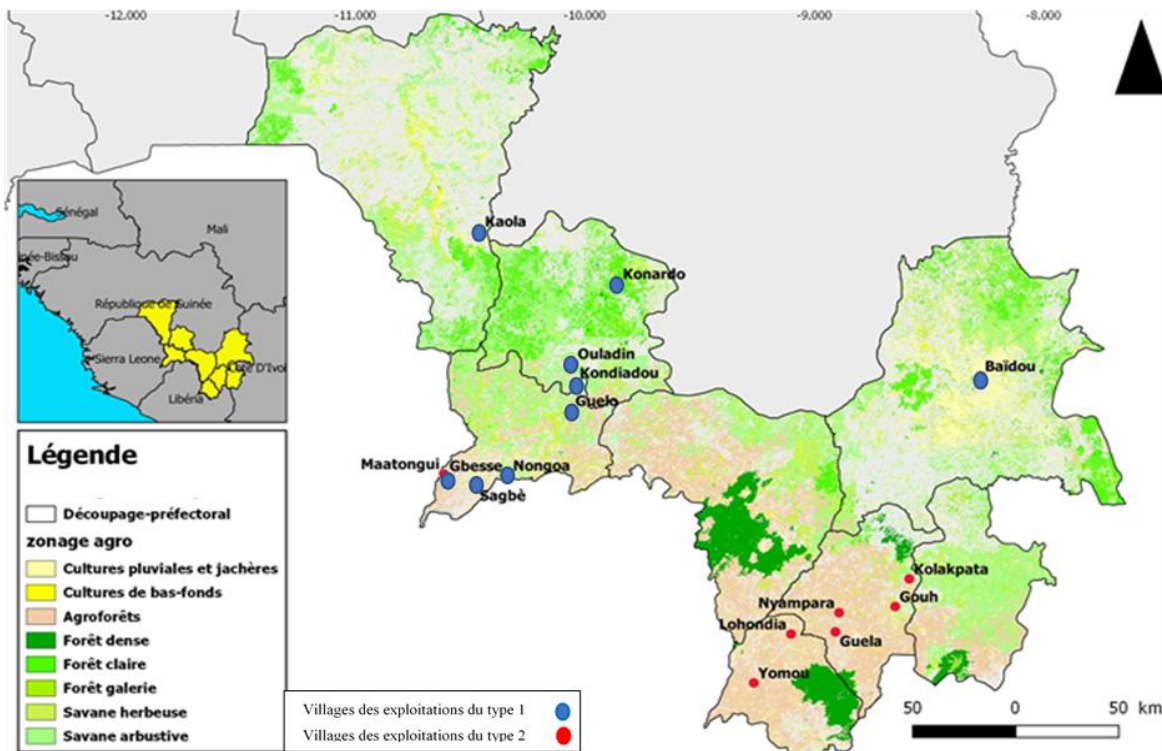 -12.000 -11.000 -10.000 -9.000 -8.000
Kaola
Konardo
Ouladin
Kondiadou
Guelo
Baïdou
Maatongui Gbesse Nongoa
Sagbè
Kolakpata
Gouh
Nyampara
Lohondia
Guela
Yomou
Sénégal
Mali
inée-Bissau
République de Guinée
Sierra Leone
Côte D'Ivoi
Libéria
Légende
Découpage-préfectoral
zonage agro
Cultures pluviales et jachères
Cultures de bas-fonds
Agroforêts
Forêt dense
Forêt claire
Forêt galerie
Savane herbeuse
Savane arbustive
Villages des exploitations du type 1
Villages des exploitations du type 2
50 0 50 km